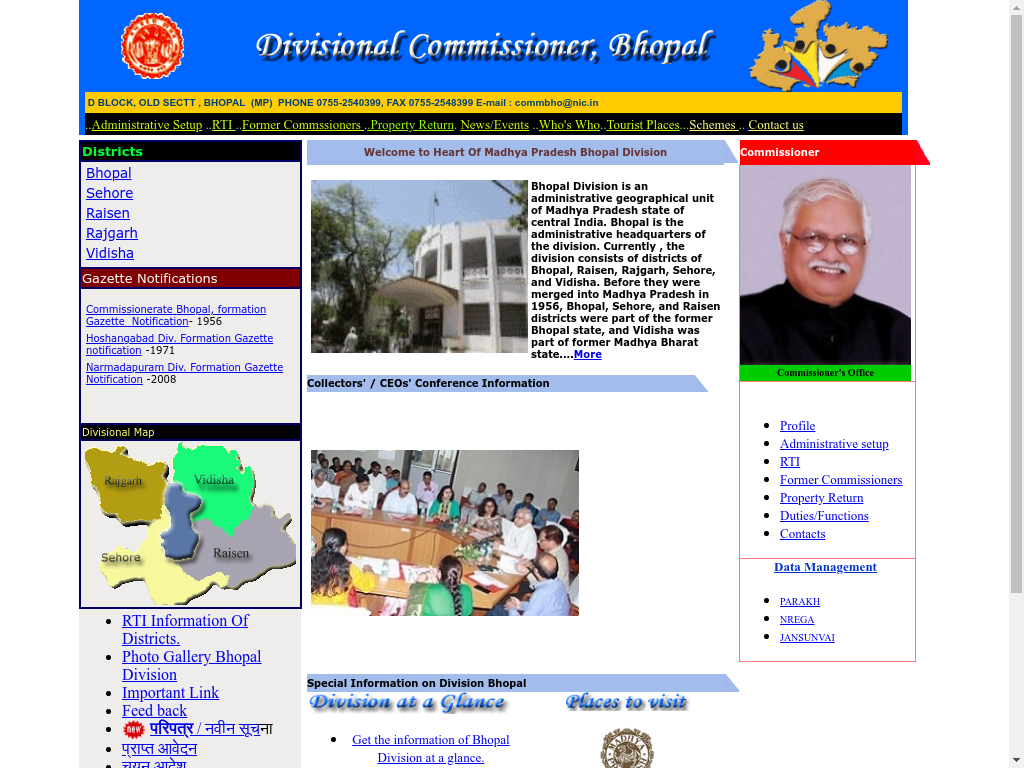 Divisional Commissioner, Bhopal
D BLOCK, OLD SECTT , BHOPAL (MP) PHONE 0755-2540399, FAX 0755-2548399 E-mail : commbho@nic.in
..Administrative Setup ..RTI ..Former Commssioners ..Property Return. News/Events ..Who's Who..Tourist Places...Schemes .. Contact us
Districts
Bhopal
Sehore
Raisen
Rajgarh
Vidisha
Gazette Notifications
Commissionerate Bhopal, formation
Gazette Notification- 1956
Hoshangabad Div. Formation Gazette
notification -1971
Narmadapuram Div. Formation Gazette
Notification -2008
Divisional Map
Rajgarh
Vidisha
Sehore
Raisen
RTI Information Of
Districts.
Photo Gallery Bhopal
Division
Important Link
Feed back
new परिपत्र / नवीन सूचना
प्राप्त आवेदन
चयन आदेश
Welcome to Heart Of Madhya Pradesh Bhopal Division
Bhopal Division is an
administrative geographical unit
of Madhya Pradesh state of
central India. Bhopal is the
administrative headquarters of
the division. Currently , the
division consists of districts of
Bhopal, Raisen, Rajgarh, Sehore,
and Vidisha. Before they were
merged into Madhya Pradesh in
1956, Bhopal, Sehore, and Raisen
districts were part of the former
Bhopal state, and Vidisha was
part of former Madhya Bharat
state....More
Collectors' / CEOs' Conference Information
Special Information on Division Bhopal
Division at a Glance
Places to visit
Get the information of Bhopal
Division at a glance.
Commissioner
Commissioner's Office
Profile
Administrative setup
RTI
Former Commissioners
Property Return
Duties/Functions
Contacts
Data Management
PARAKH
NREGA
JANSUNVAI